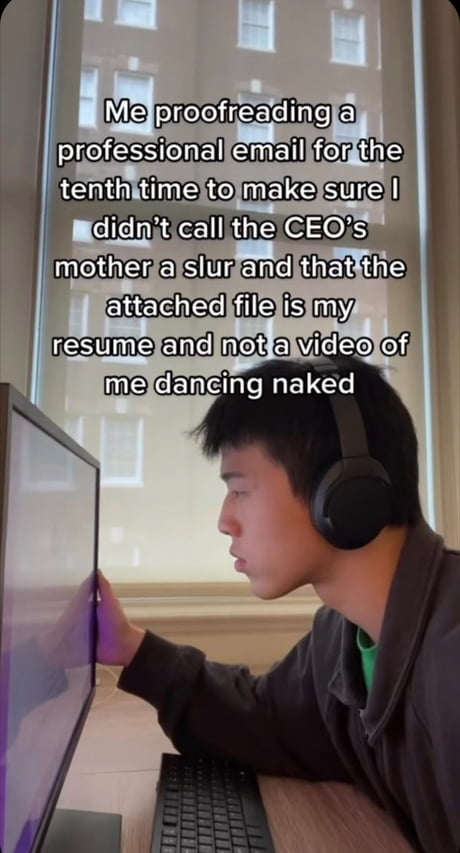 Me proofreading a
professional email for the
tenth time to make sure I
didn't call the CEO's
mother a slur and that the
attached file is my
resume and not a video of
me dancing naked